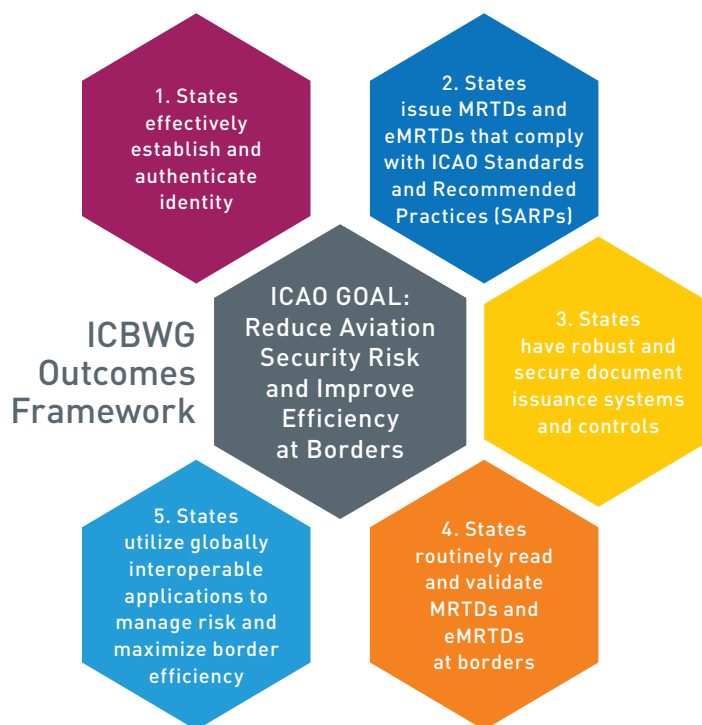 1. States
effectively
establish and
authenticate
identity
2. States
issue MRTDs and
eMRTDs that comply
with ICAO Standards
and Recommended
Practices (SARPs)
ICBWG
Outcomes
Framework
ICAO GOAL:
Reduce Aviation
Security Risk
and Improve
Efficiency
at Borders
3. States
have robust and
secure document
issuance systems
and controls
5. States
utilize globally
interoperable
applications to
manage risk and
maximize border
efficiency
4. States
routinely read
and validate
MRTDs and
eMRTDs
at borders